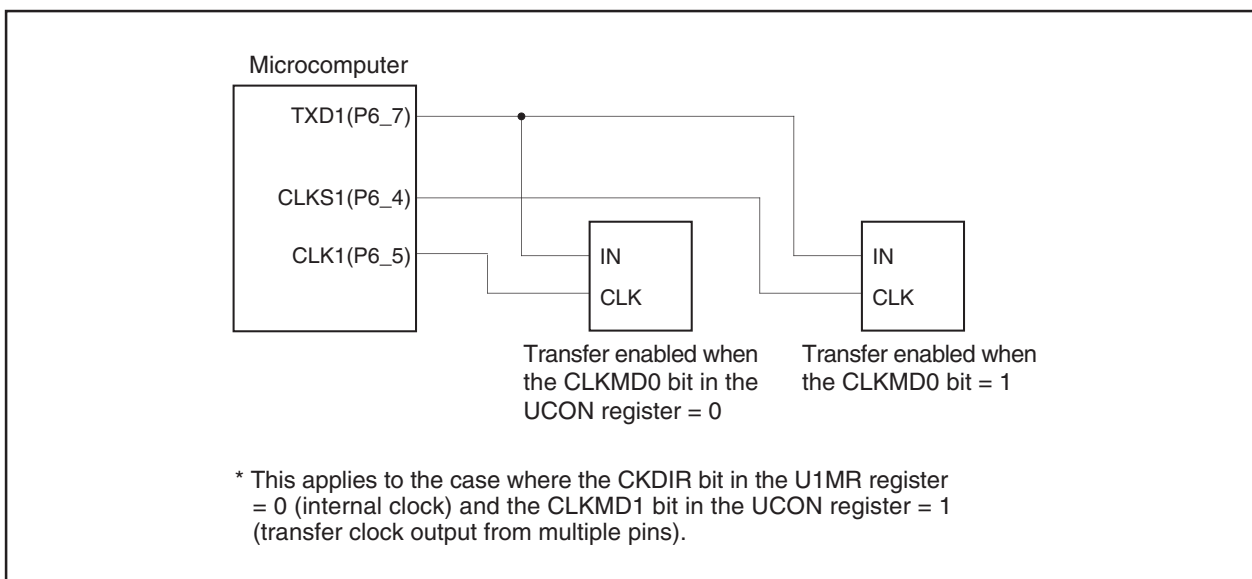 Microcomputer
TXD1(P6_7)
CLKS1(P6_4)
CLK1(P6_5)
IN
CLK
IN
CLK
Transfer enabled when
the CLKMD0 bit in the
UCON register = 0
Transfer enabled when
the CLKMD0 bit = 1
* This applies to the case where the CKDIR bit in the U1MR register
= 0 (internal clock) and the CLKMD1 bit in the UCON register = 1
(transfer clock output from multiple pins).